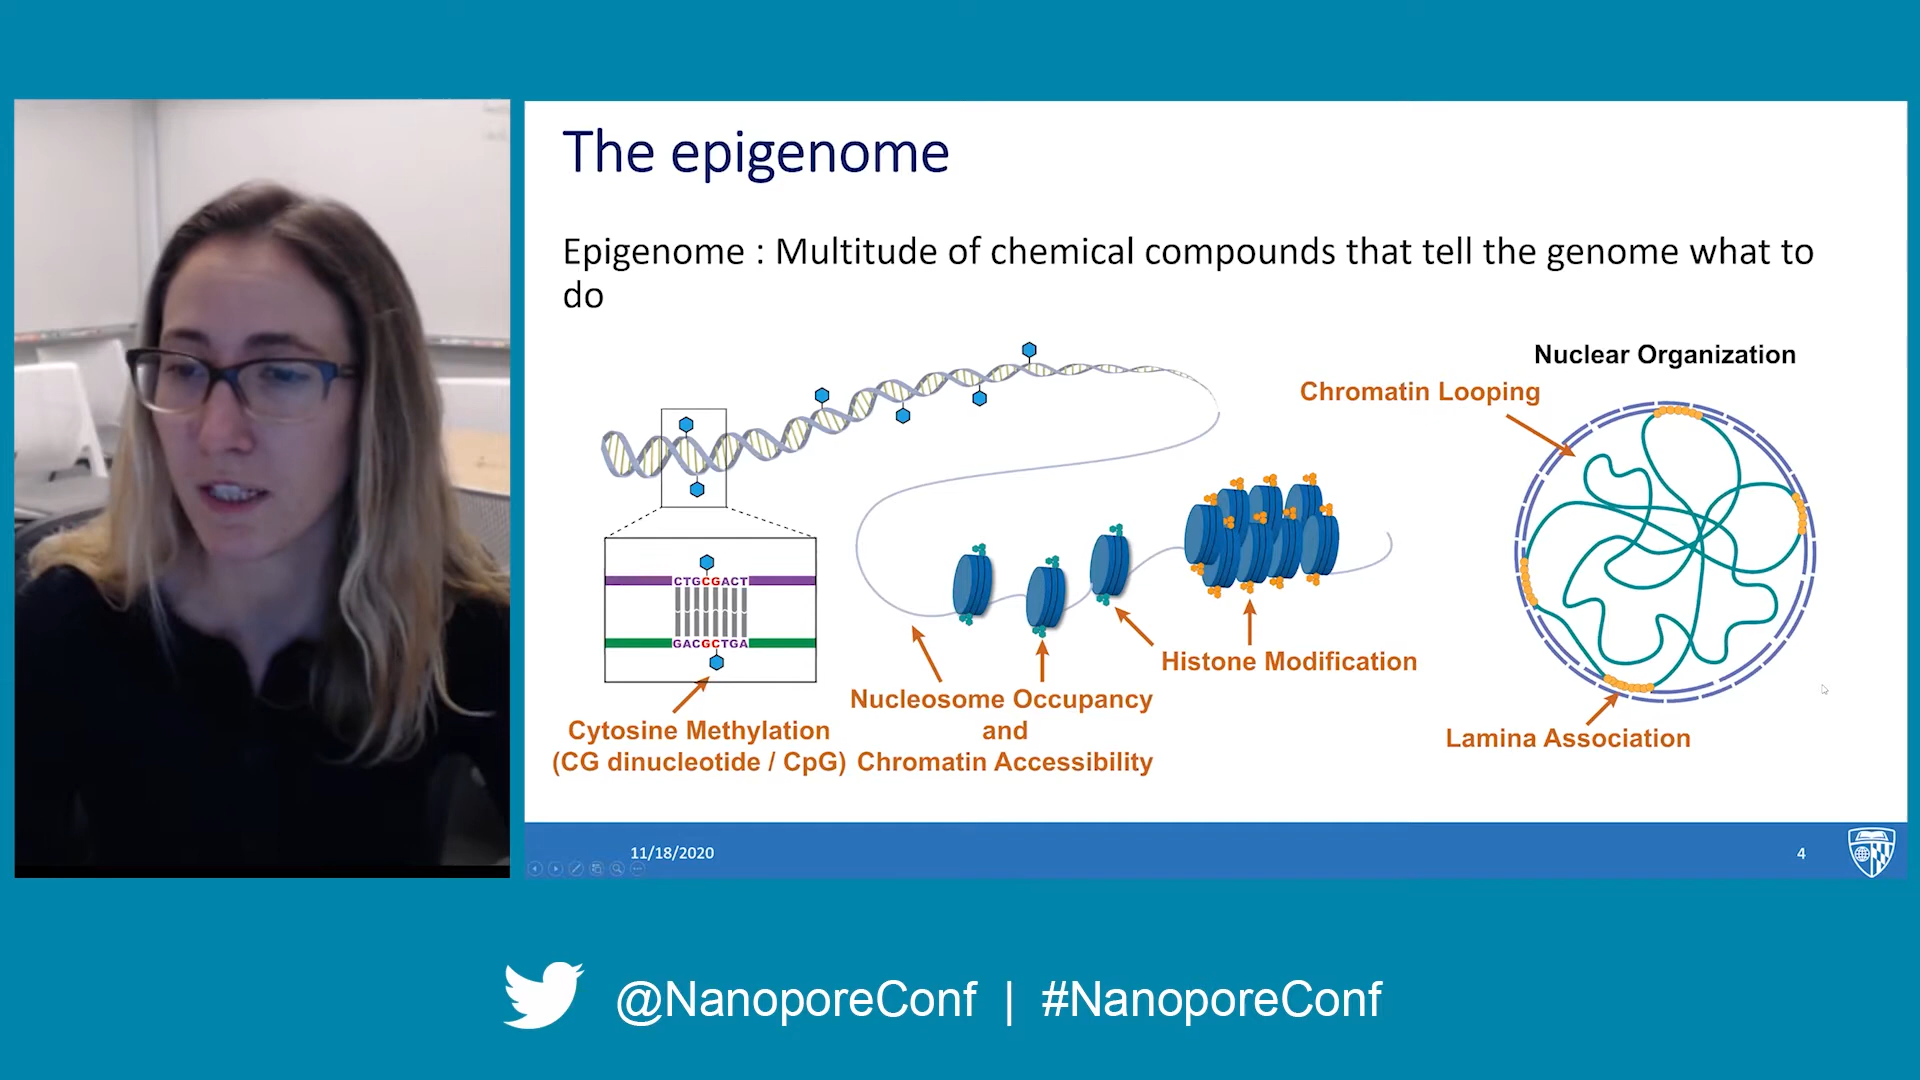 The epigenome
Epigenome : Multitude of chemical compounds that tell the genome what to
do
Nuclear Organization
Chromatin Looping
CTGCGACT
GACGCTGA
Histone Modification
Nucleosome Occupancy
and
Chromatin Accessibility
Cytosine Methylation
(CG dinucleotide / CpG)
Lamina Association
11/18/2020
4
@NanoporeConf | #NanoporeConf